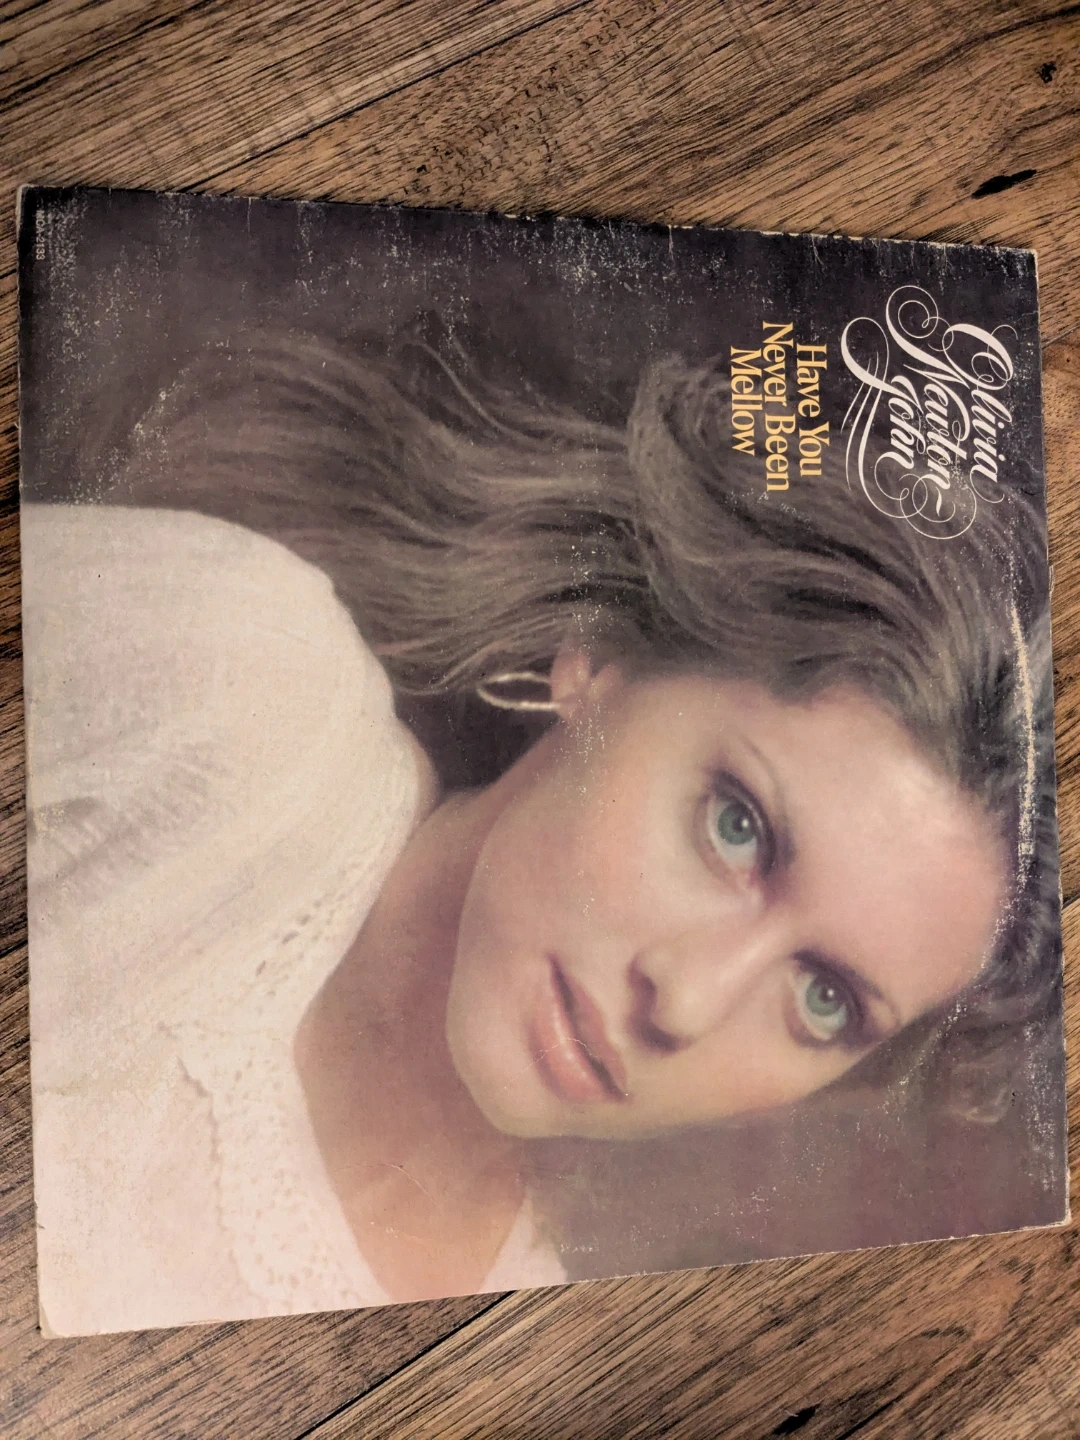 Olivia
Newton-
John
Have You
Never Been
Mellow